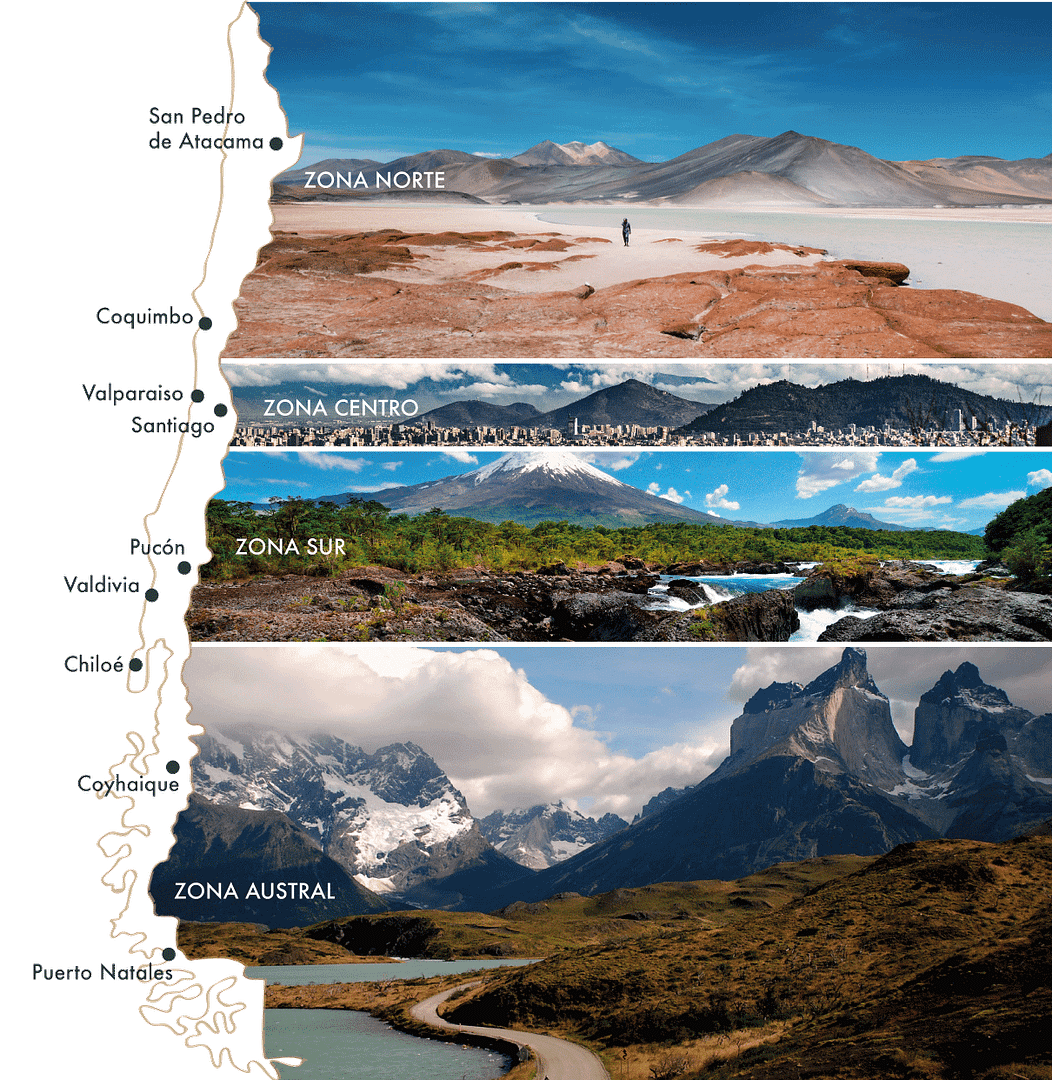 San Pedro
de Atacama
ZONA NORTE
Coquimbo
Valparaiso
ZONA CENTRO
Santiago
Pucón
ZONA SUR
Valdivia
Chiloé
Coyhaique
ZONA AUSTRAL
Puerto Natales